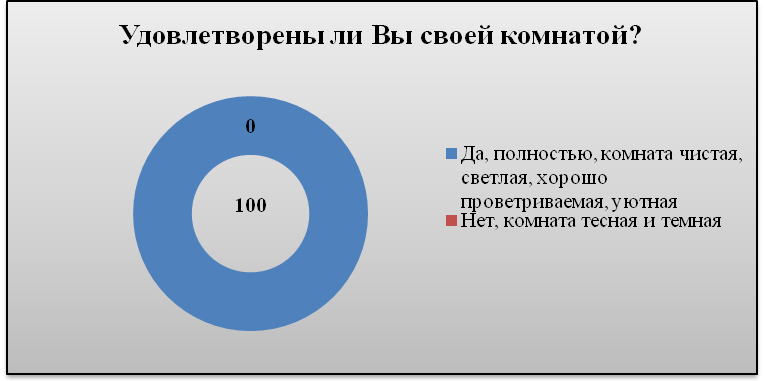 Удовлетворены ли Вы своей комнатой?
0
100
Да, полностью, комната чистая,
светлая, хорошо
проветриваемая, уютная
Нет, комната тесная и темная